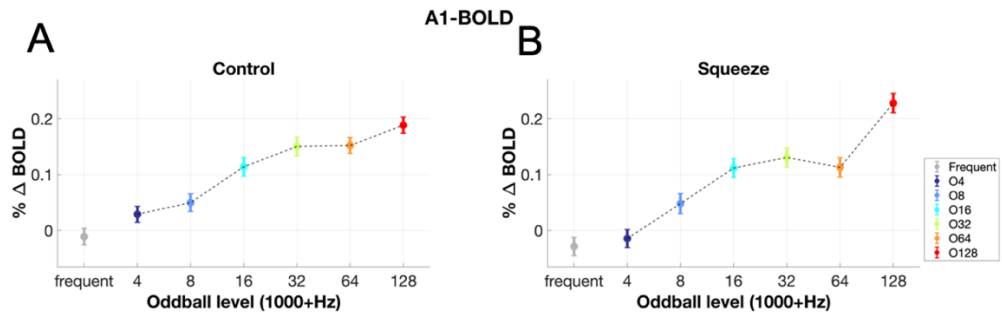 A1-BOLD
A
B
Control
Squeeze
% Δ BOLD
0.2
0.1
0
frequent 4 8 16 32 64 128
Oddball level (1000+Hz)
% Δ BOLD
0.2
0.1
0
frequent 4 8 16 32 64 128
Oddball level (1000+Hz)
Frequent
O4
O8
O16
O32
O64
O128